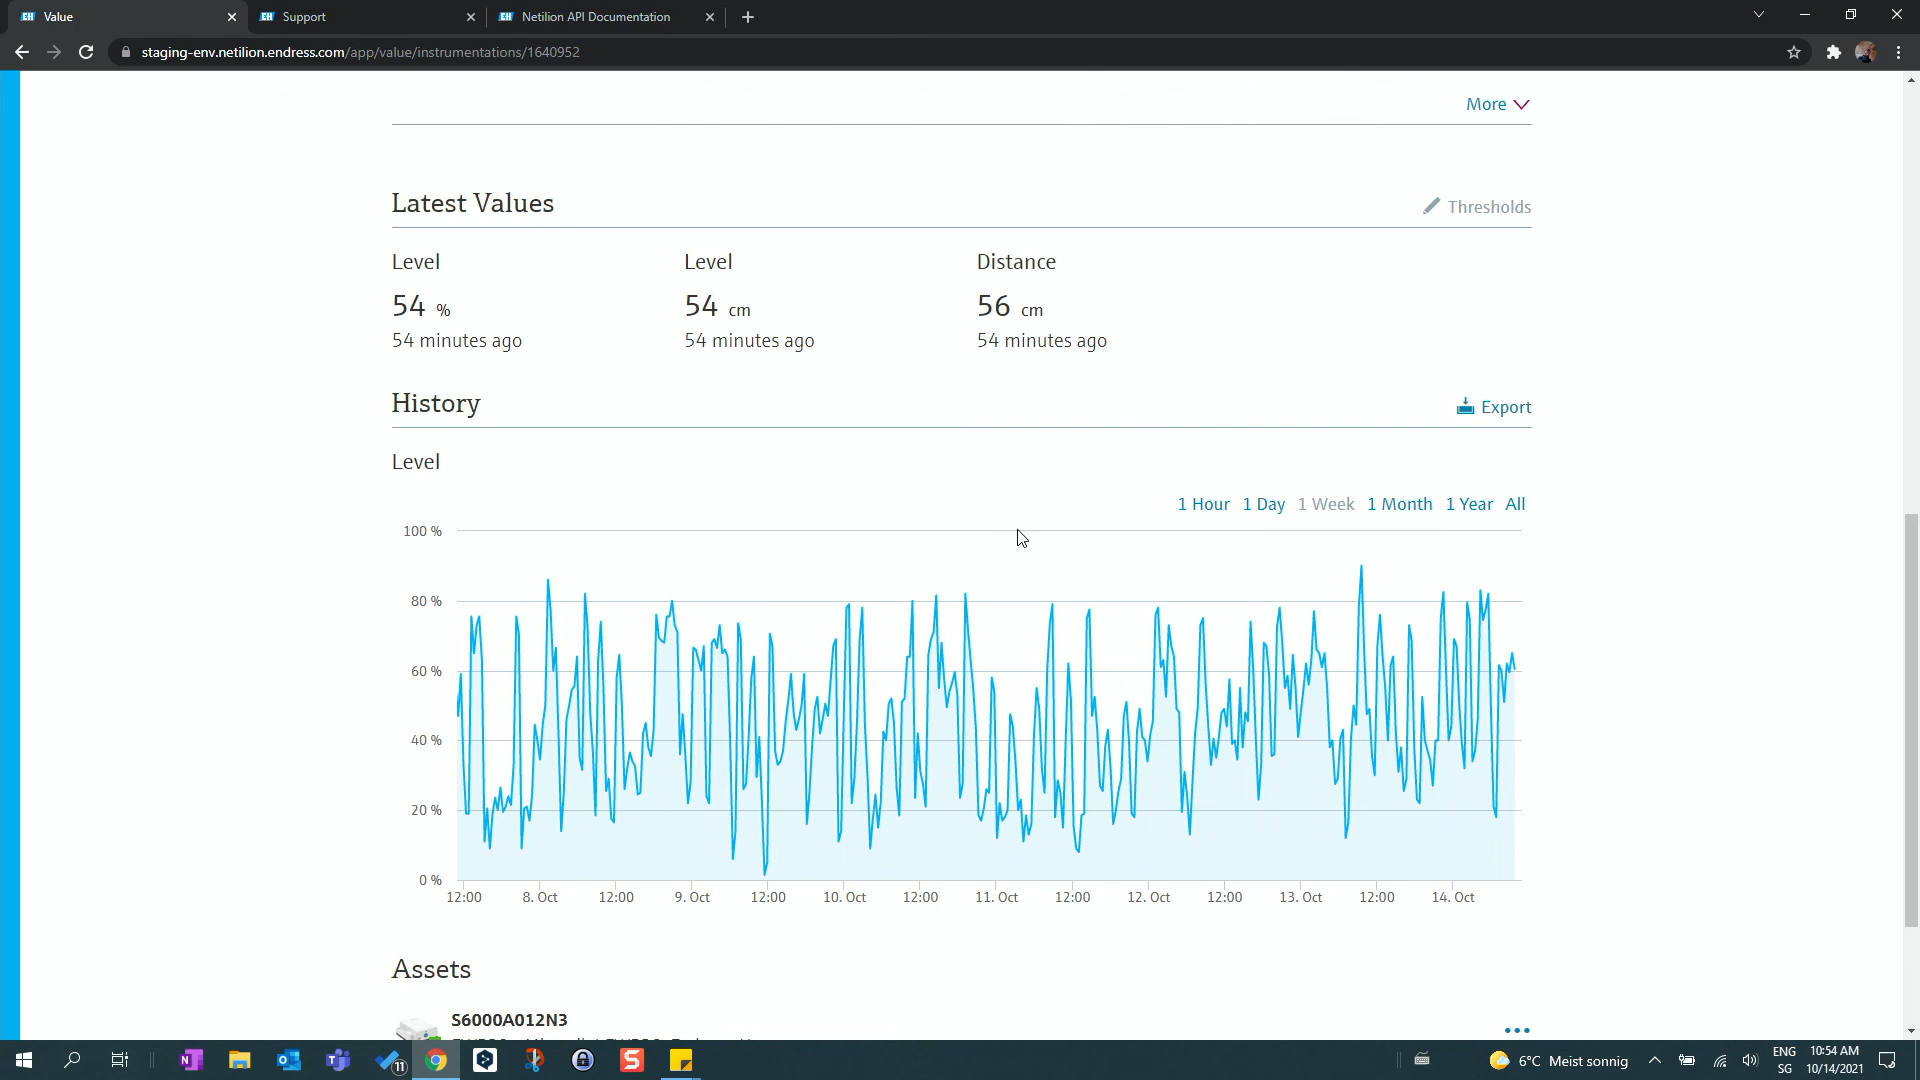 Value
Support
Netilion API Documentation
staging-env.netilion.endress.com/app/value/instrumentations/1640952
More
Latest Values
Thresholds
Level
Level
Distance
54 %
54 cm
56 cm
54 minutes ago
54 minutes ago
54 minutes ago
History
Export
Level
1 Hour 1 Day 1 Week 1 Month 1 Year All
100 %
80 %
60 %
40 %
20 %
0 %
12:00 8. Oct 12:00 9. Oct 12:00 10. Oct 12:00 11. Oct 12:00 12. Oct 12:00 13. Oct 12:00 14. Oct
Assets
S6000A012N3
11
6°C Meist sonnig
ENG
SG
10:54 AM
10/14/2021